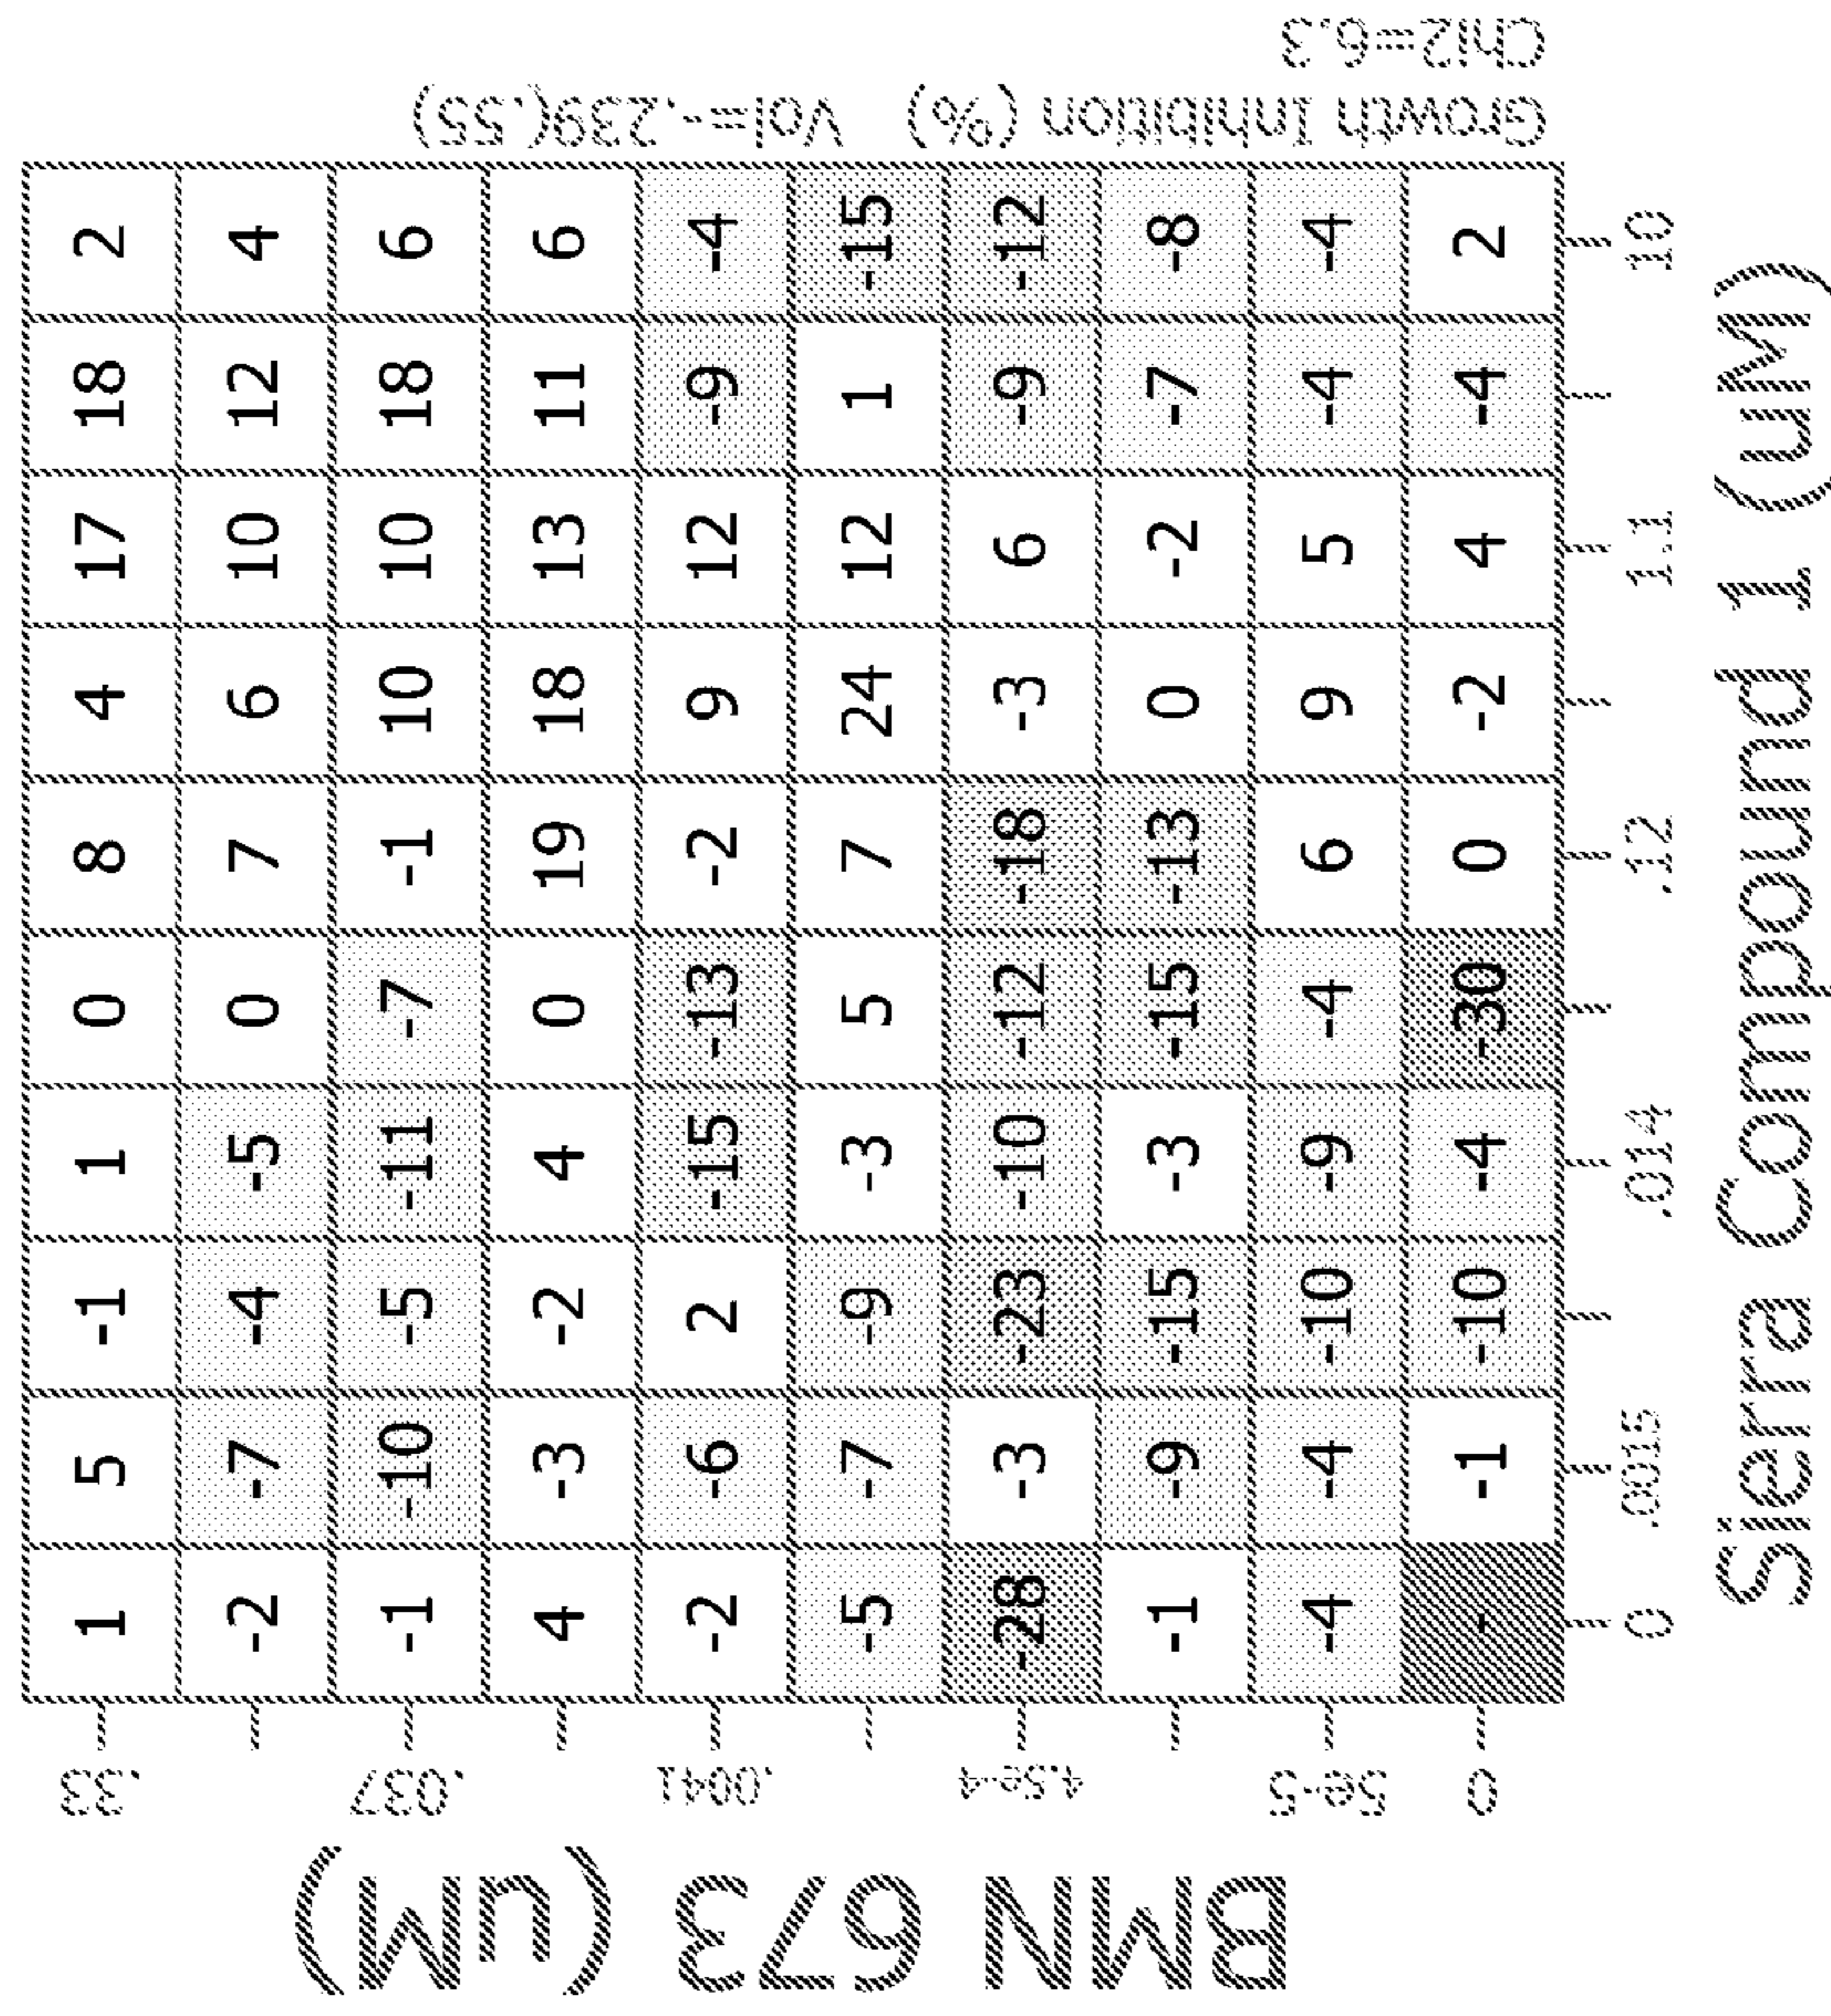 BMN 673 (uM)
.33 1 5 -1 1 0 8 4 17 18 2
-2 -7 -4 -5 0 7 6 10 12 4
.037 -1 -10 -5 -11 -7 -1 10 10 18 6
4 -3 -2 4 0 19 18 13 11 6
.0041 -2 -6 2 -15 -13 -2 9 12 -9 -4
-5 -7 -9 -3 5 7 24 12 1 -15
4.5e-4 -28 -3 -23 -10 -12 -18 -3 6 -9 -12
-1 -9 -15 -3 -15 -13 0 -2 -7 -8
5e-5 -4 -4 -10 -9 -4 6 9 5 -4 -4
0 - -1 -10 -4 -30 0 -2 4 -4 2
0 .0015 .014 .12 1.1 10
Sierra Compound 1 (uM)
Growth Inhibition (%) Vol=-.239(.55)
Chi2=6.3